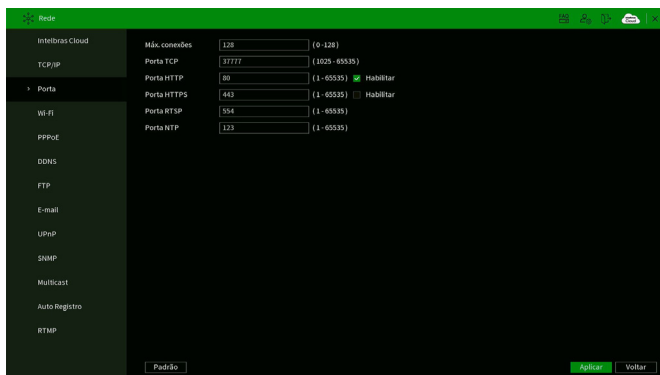 Rede
Intelbras Cloud
TCP/IP
Porta
Wi-Fi
PPPoE
DDNS
FTP
E-mail
UPnP
SNMP
Multicast
Auto Registro
RTMP
Máx. conexões 128 (0-128)
Porta TCP 37777 (1025-65535)
Porta HTTP 80 (1-65535) Habilitar
Porta HTTPS 443 (1-65535) Habilitar
Porta RTSP 554 (1-65535)
Porta NTP 123 (1-65535)
Padrão Aplicar Voltar